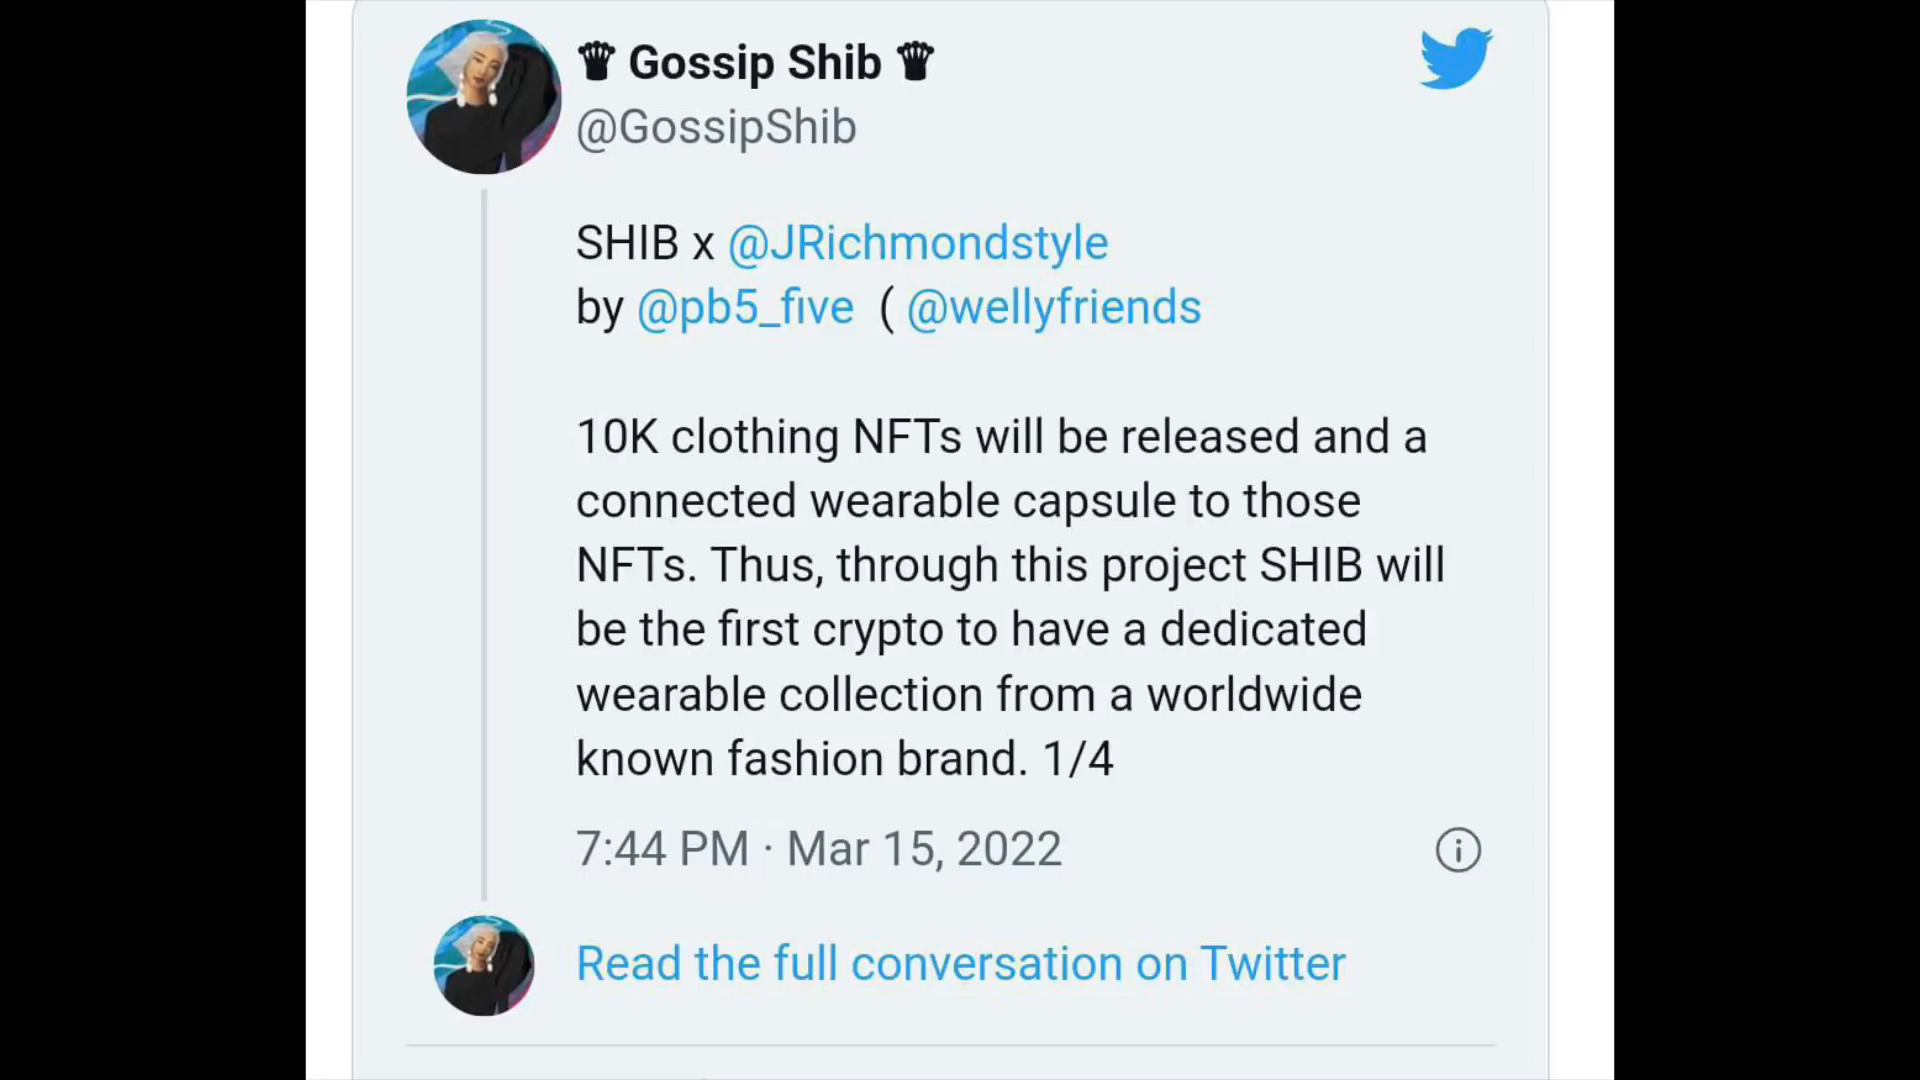 ♛ Gossip Shib ♛
@GossipShib
SHIB x @JRichmondstyle
by @pb5_five ( @wellyfriends
10K clothing NFTs will be released and a
connected wearable capsule to those
NFTs. Thus, through this project SHIB will
be the first crypto to have a dedicated
wearable collection from a worldwide
known fashion brand. 1/4
7:44 PM · Mar 15, 2022
Read the full conversation on Twitter